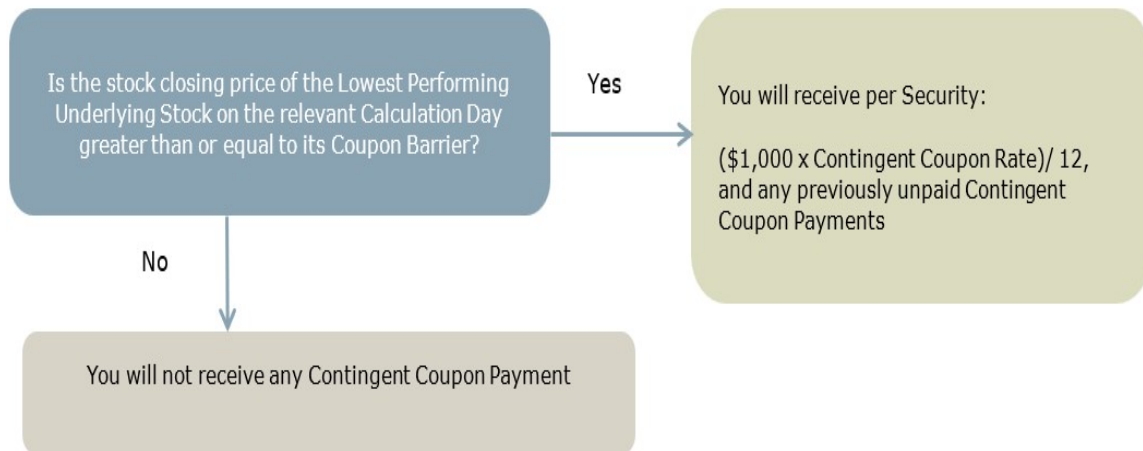 Is the stock closing price of the Lowest Performing
Underlying Stock on the relevant Calculation Day
greater than or equal to its Coupon Barrier?
Yes
You will receive per Security:
($1,000 x Contingent Coupon Rate)/ 12,
and any previously unpaid Contingent
Coupon Payments
No
You will not receive any Contingent Coupon Payment